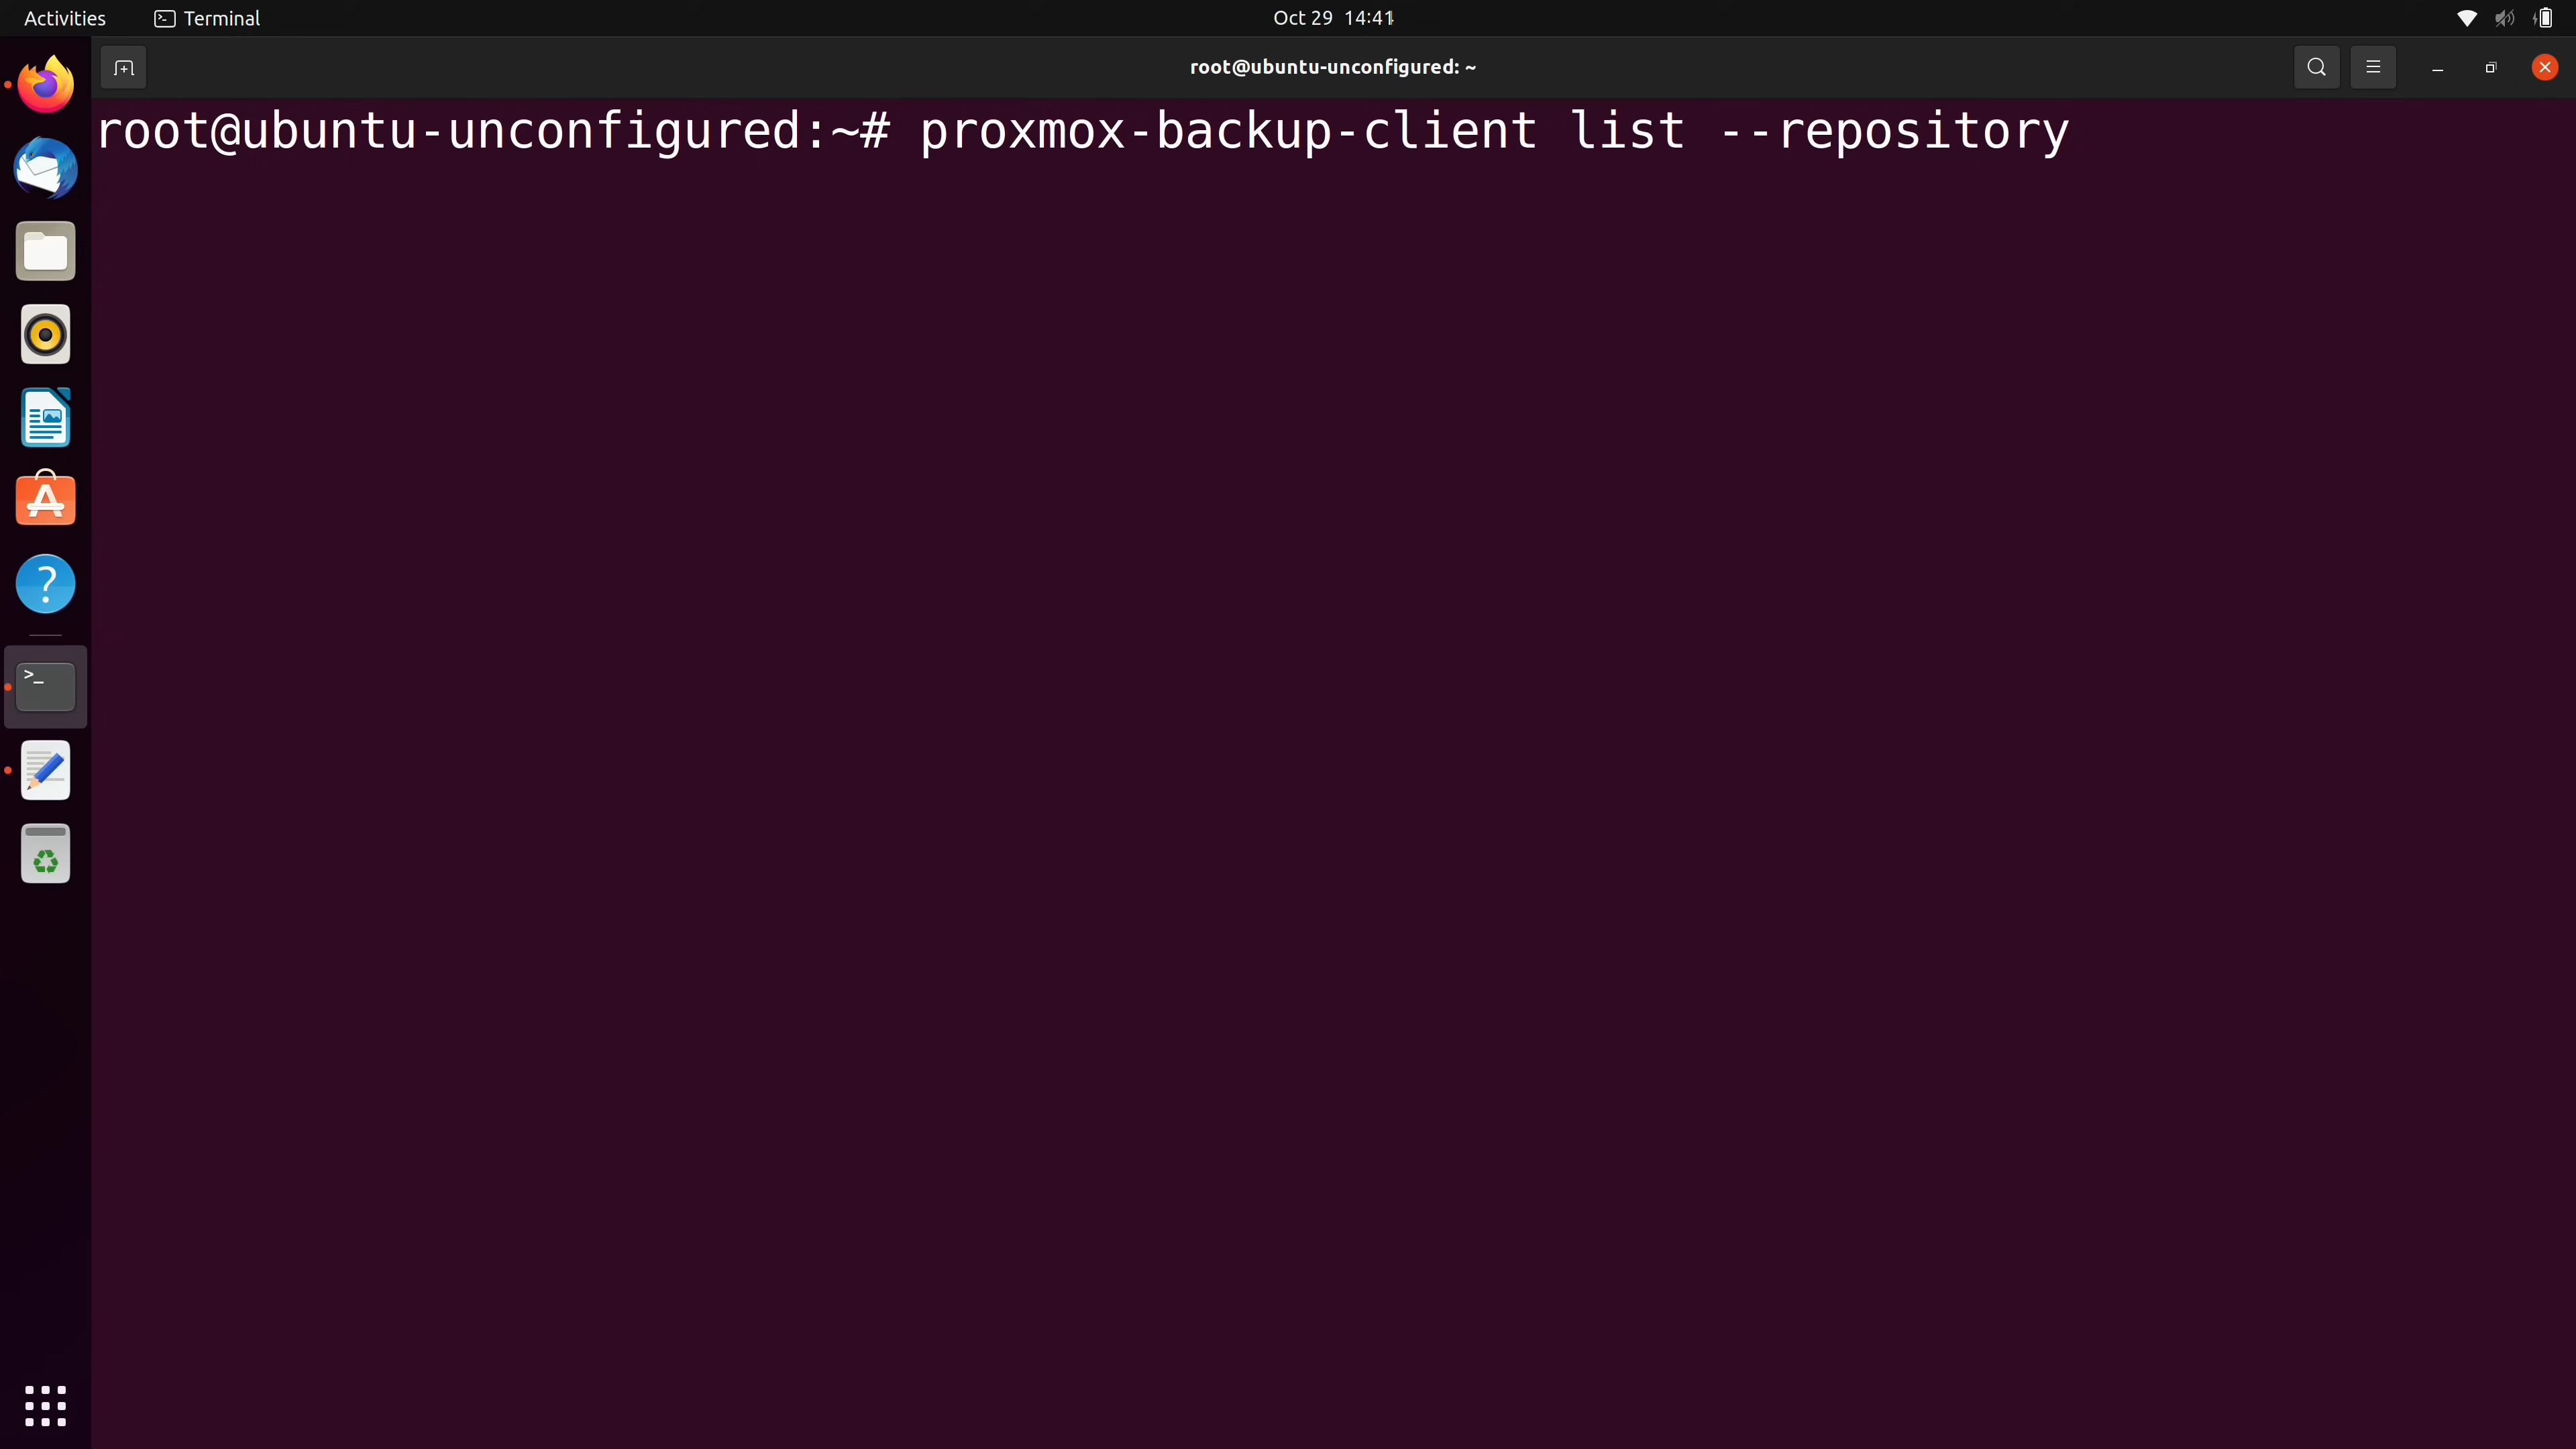 Activities Terminal Oct 29 14:41
root@ubuntu-unconfigured: ~
root@ubuntu-unconfigured:~# proxmox-backup-client list --repository